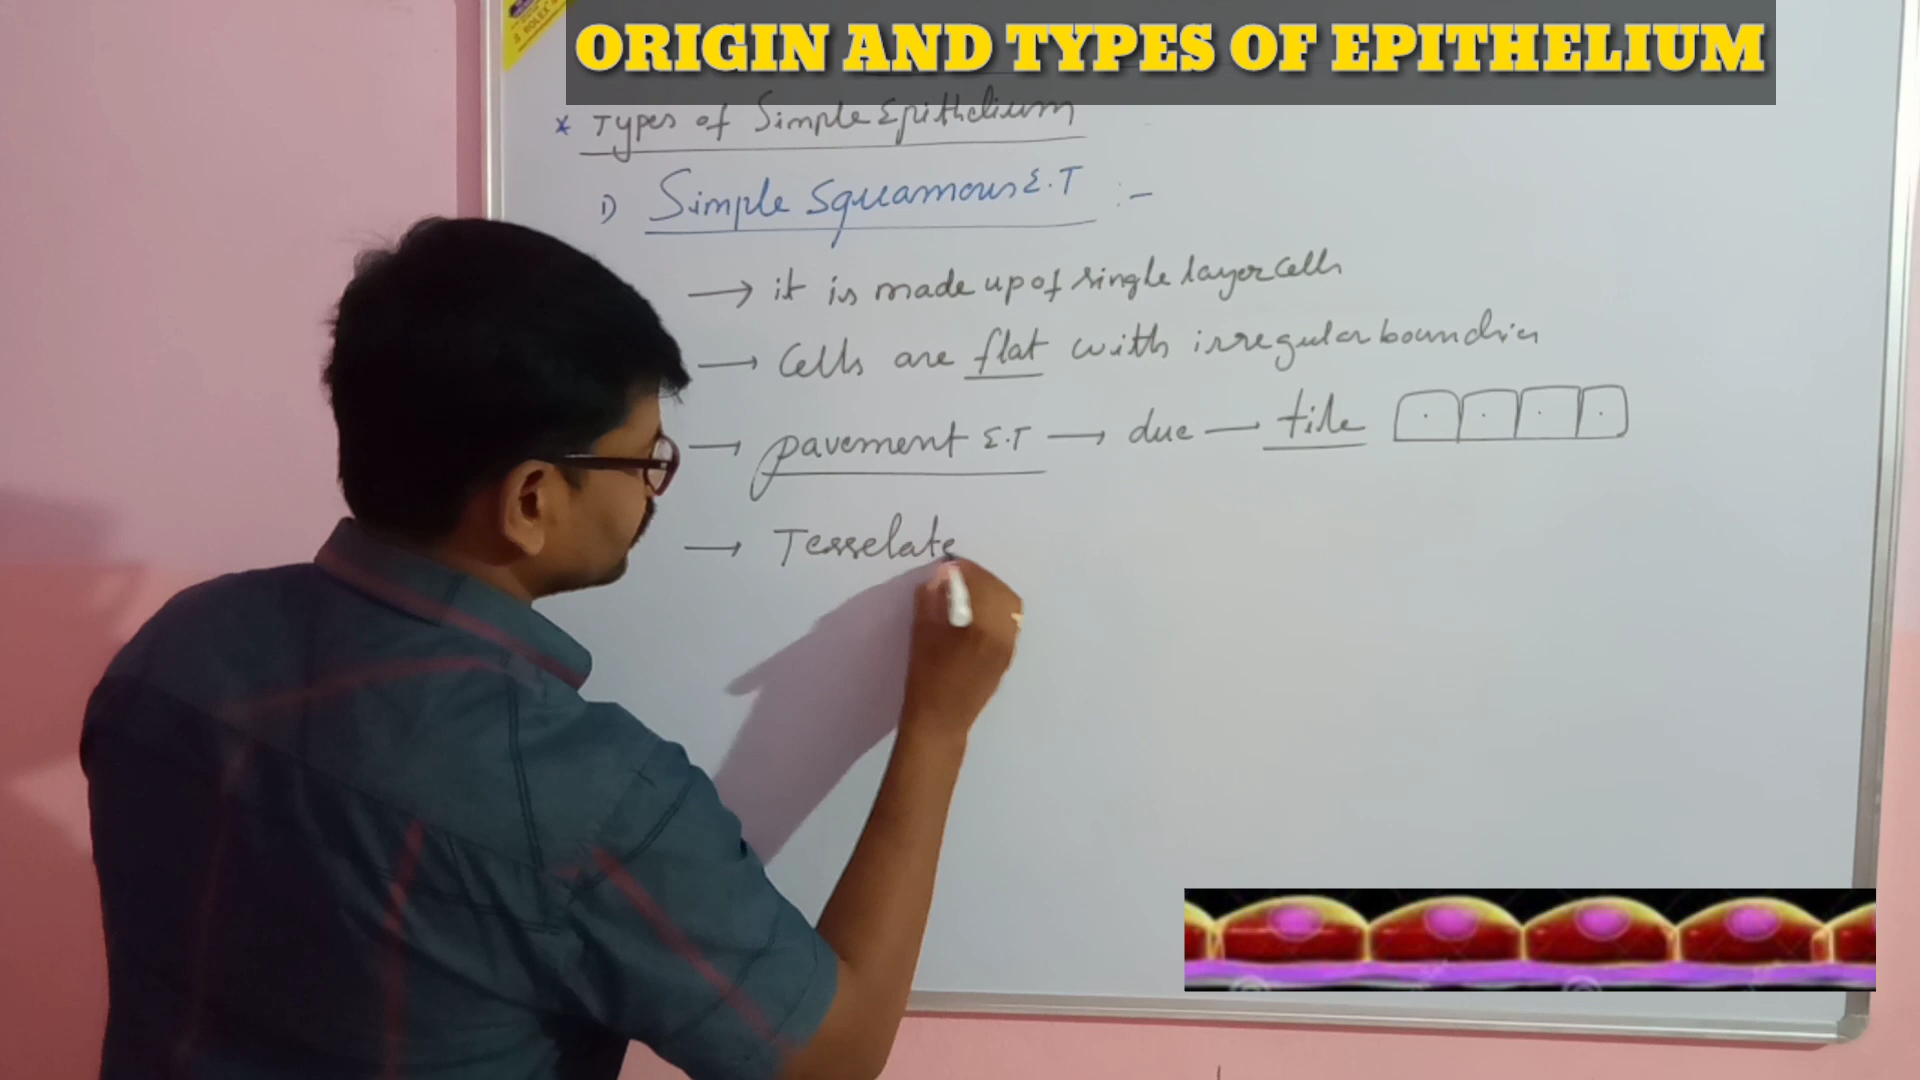 ORIGIN AND TYPES OF EPITHELIUM
* Types of Simple Epithelium
1) Simple Squamous E.T :-
→ it is made up of single layer cells
→ Cells are flat with irregular boundries
→ pavement E.T → due → tile
→ Tesselate